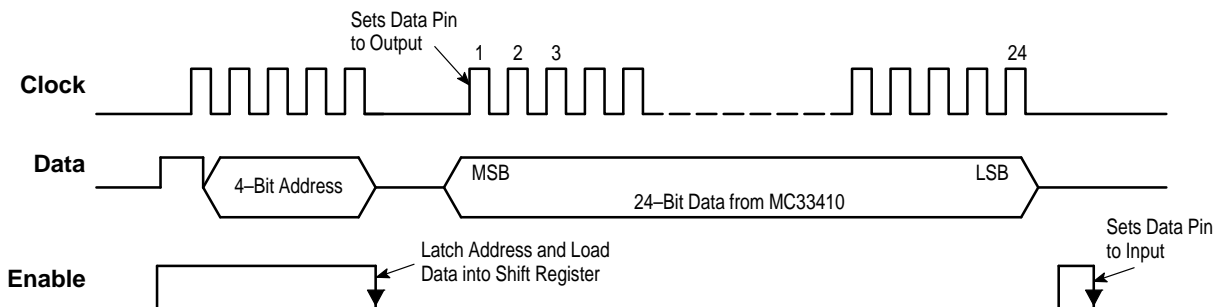 Sets Data Pin
to Output
1 2 3 24
Clock
Data
4–Bit Address
MSB
LSB
24–Bit Data from MC33410
Enable
Latch Address and Load
Data into Shift Register
Sets Data Pin
to Input